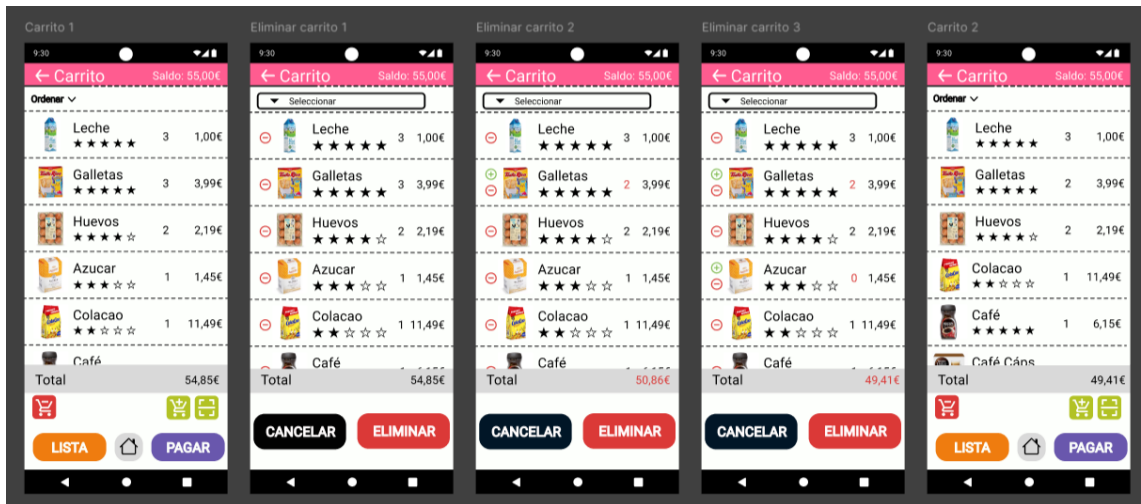 Carrito 1
9:30
← Carrito Saldo: 55,00€
Ordenar
Leche 3 1,00€
Galletas 3 3,99€
Huevos 2 2,19€
Azucar 1 1,45€
Colacao 1 11,49€
Café
Total 54,85€
LISTA PAGAR
Eliminar carrito 1
9:30
← Carrito Saldo: 55,00€
Seleccionar
Leche 3 1,00€
Galletas 3 3,99€
Huevos 2 2,19€
Azucar 1 1,45€
Colacao 1 11,49€
Café
Total 54,85€
CANCELAR ELIMINAR
Eliminar carrito 2
9:30
← Carrito Saldo: 55,00€
Seleccionar
Leche 3 1,00€
Galletas 2 3,99€
Huevos 2 2,19€
Azucar 1 1,45€
Colacao 1 11,49€
Café
Total 50,86€
CANCELAR ELIMINAR
Eliminar carrito 3
9:30
← Carrito Saldo: 55,00€
Seleccionar
Leche 3 1,00€
Galletas 2 3,99€
Huevos 2 2,19€
Azucar 0 1,45€
Colacao 1 11,49€
Café
Total 49,41€
CANCELAR ELIMINAR
Carrito 2
9:30
← Carrito Saldo: 55,00€
Ordenar
Leche 3 1,00€
Galletas 2 3,99€
Huevos 2 2,19€
Colacao 1 11,49€
Café 1 6,15€
Café Cáps
Total 49,41€
LISTA PAGAR